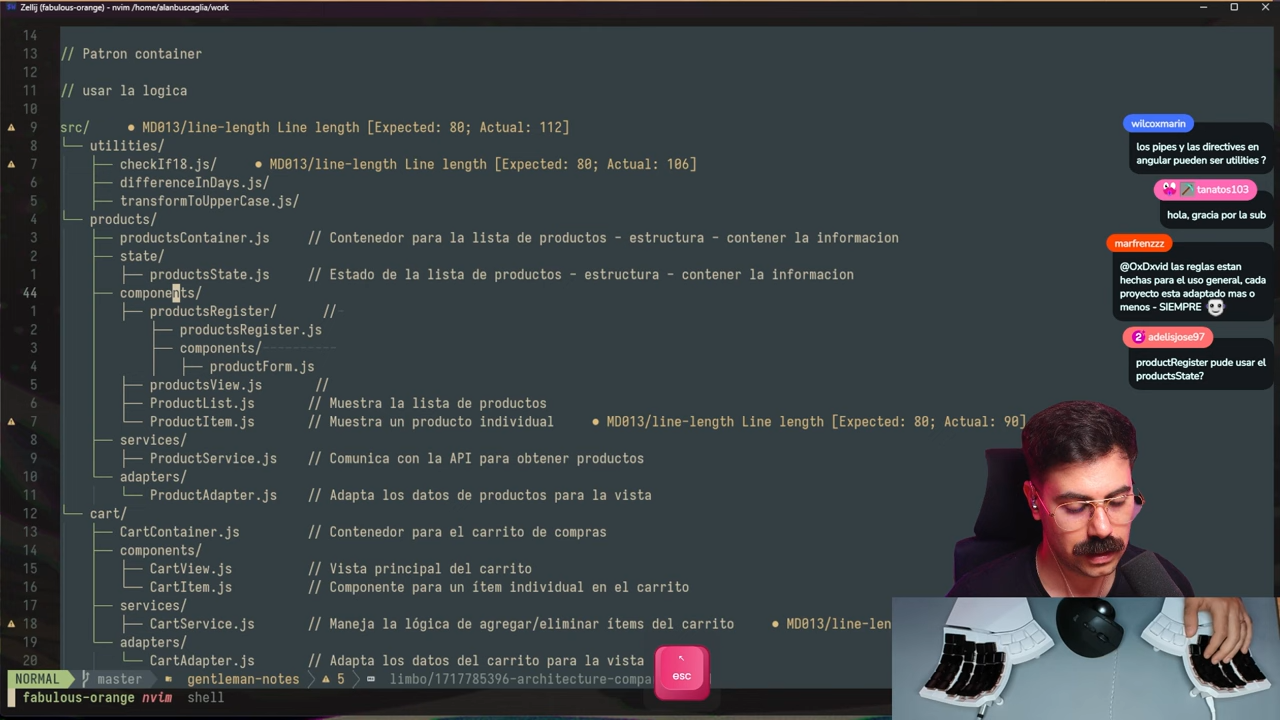 Zellij (fabulous-orange) - nvim /home/alanbuscaglia/work
14
13 // Patron container
12
11 // usar la logica
10
9 src/ ● MD013/line-length Line length [Expected: 80; Actual: 112]
8 └── utilities/
7 ├── checkIf18.js/ ● MD013/line-length Line length [Expected: 80; Actual: 106]
6 ├── differenceInDays.js/
5 ├── transformToUpperCase.js/
4 └── products/
3 ├── productsContainer.js // Contenedor para la lista de productos - estructura - contener la informacion
2 ├── state/
1 ├── productsState.js // Estado de la lista de productos - estructura - contener la informacion
44 ├── components/
1 ├── productsRegister/ //-
2 ├── productsRegister.js
3 ├── components/----------
4 ├── productForm.js
5 ├── productsView.js //
6 ├── ProductList.js // Muestra la lista de productos
7 └── ProductItem.js // Muestra un producto individual ● MD013/line-length Line length [Expected: 80; Actual: 90]
8 ├── services/
9 ├── ProductService.js // Comunica con la API para obtener productos
10 └── adapters/
11 └── ProductAdapter.js // Adapta los datos de productos para la vista
12 └── cart/
13 ├── CartContainer.js // Contenedor para el carrito de compras
14 ├── components/
15 ├── CartView.js // Vista principal del carrito
16 └── CartItem.js // Componente para un ítem individual en el carrito
17 ├── services/
18 ├── CartService.js // Maneja la lógica de agregar/eliminar ítems del carrito ● MD013/line-len
19 └── adapters/
20 └── CartAdapter.js // Adapta los datos del carrito para la vista
NORMAL master gentleman-notes 5 limbo/1717785396-architecture-compa
fabulous-orange nvim shell
esc
wilcoxmarin
los pipes y las directives en
angular pueden ser utilities ?
tanatos103
hola, gracia por la sub
marfrenzzz
@OxDxvid las reglas estan
hechas para el uso general, cada
proyecto esta adaptado mas o
menos - SIEMPRE
2 adelisjose97
productRegister pude usar el
productsState?